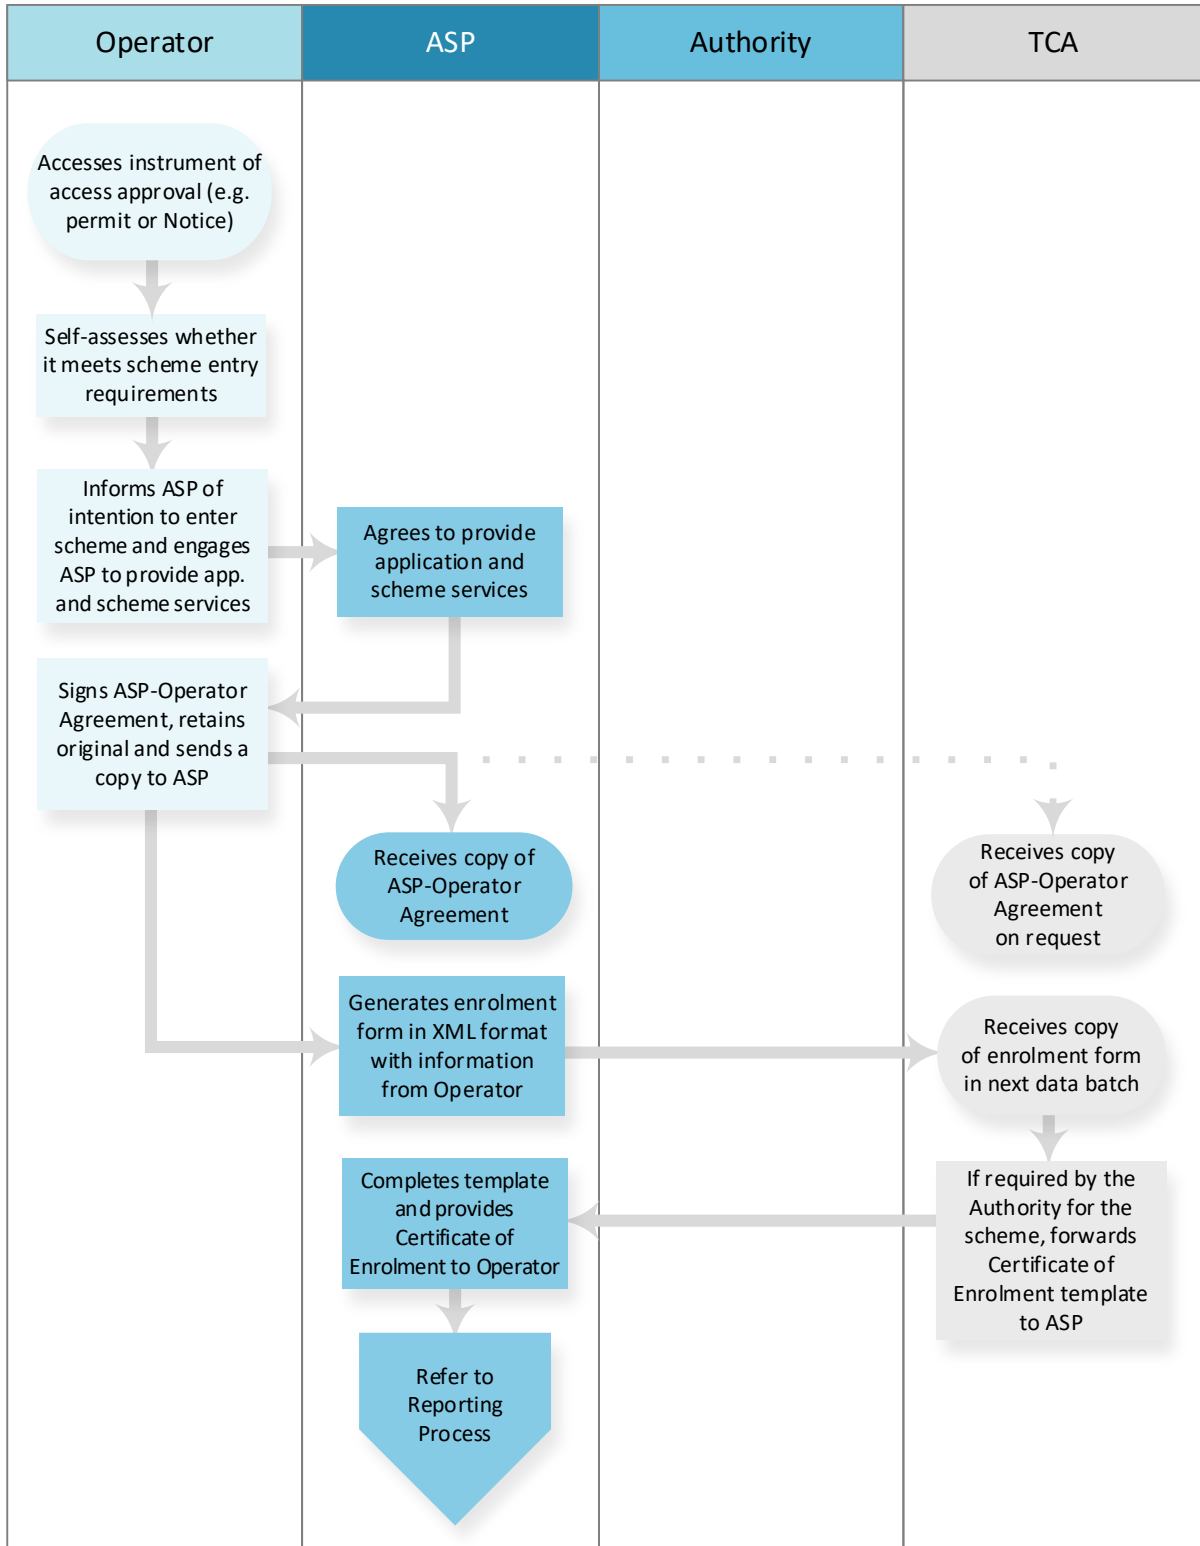 Operator
ASP
Authority
TCA
Accesses instrument of
access approval (e.g.
permit or Notice)
Self-assesses whether
it meets scheme entry
requirements
Informs ASP of
intention to enter
scheme and engages
ASP to provide app.
and scheme services
Agrees to provide
application and
scheme services
Signs ASP-Operator
Agreement, retains
original and sends a
copy to ASP
Receives copy of
ASP-Operator
Agreement
Receives copy
of ASP-Operator
Agreement
on request
Generates enrolment
form in XML format
with information
from Operator
Receives copy
of enrolment form
in next data batch
Completes template
and provides
Certificate of
Enrolment to Operator
If required by the
Authority for the
scheme, forwards
Certificate of
Enrolment template
to ASP
Refer to
Reporting
Process